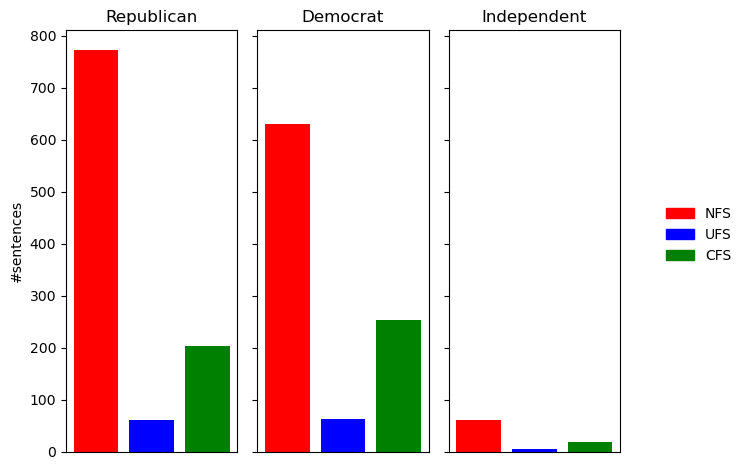 Republican
Democrat
Independent
800
700
600
500
400
300
200
100
0
#sentences
NFS
UFS
CFS